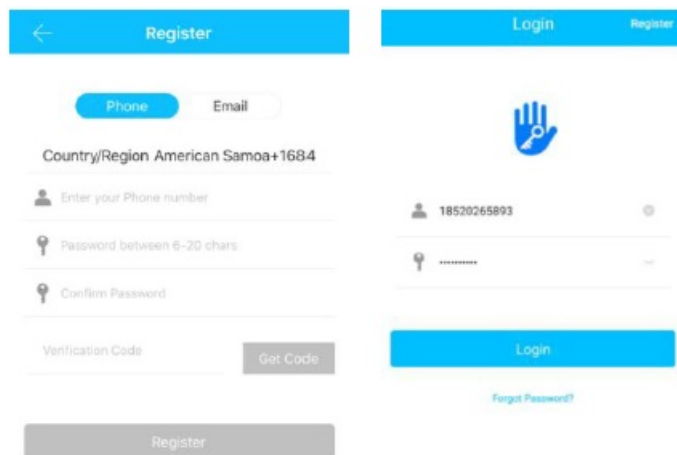 Register
Phone Email
Country/Region American Samoa+1684
Enter your Phone number
Password between 6-20 chars
Confirm Password
Verification Code Get Code
Register
Login Register
18520265893
··········
Login
Forgot Password?